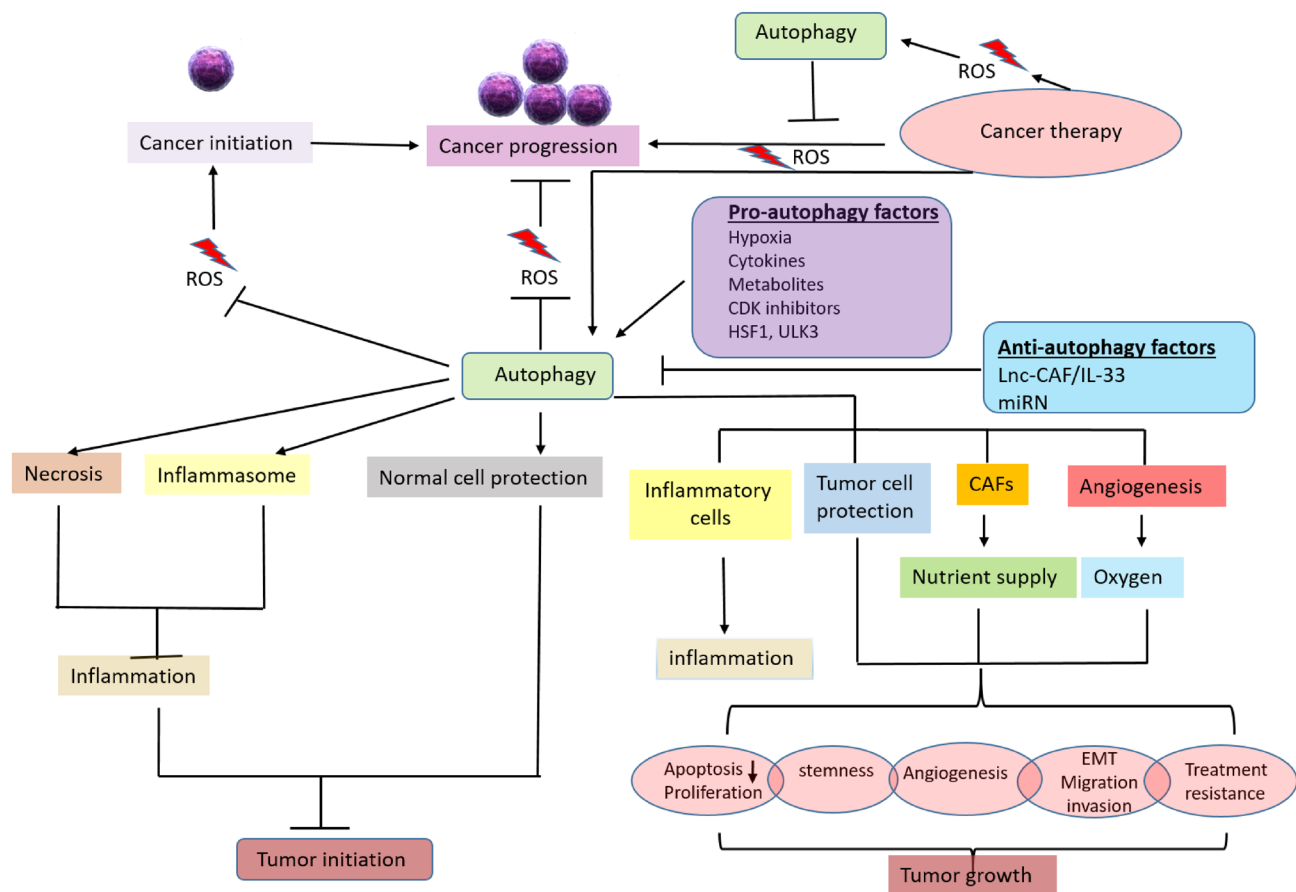 Autophagy
ROS
Cancer therapy
Cancer initiation
Cancer progression
ROS
Pro-autophagy factors
Hypoxia
Cytokines
Metabolites
CDK inhibitors
HSF1, ULK3
ROS
ROS
Anti-autophagy factors
Lnc-CAF/IL-33
miRN
Autophagy
Necrosis
Inflammasome
Normal cell protection
Inflammatory
cells
Tumor cell
protection
CAFs
Angiogenesis
Nutrient supply
Oxygen
Inflammation
inflammation
Apoptosis
Proliferation
stemness
Angiogenesis
EMT
Migration
invasion
Treatment
resistance
Tumor initiation
Tumor growth